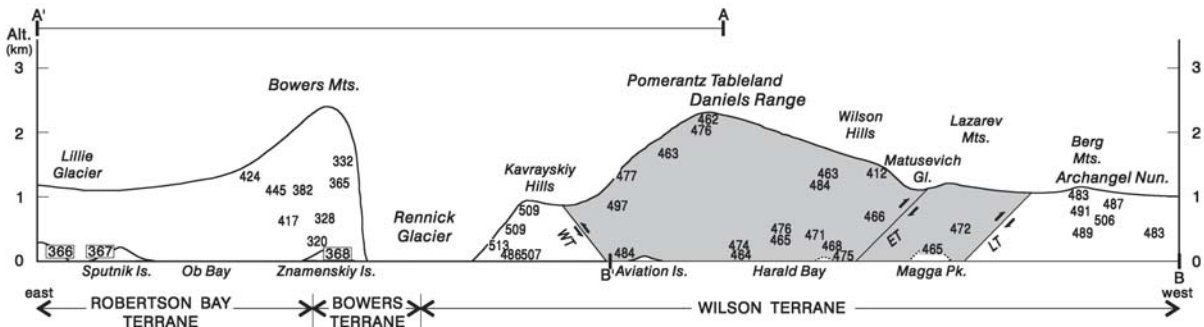 A'
A
Alt.
(km)
3
2
1
0
3
2
1
0
Bowers Mts.
Pomerantz Tableland
Daniels Range
Wilson
Hills
Lazarev
Mts.
Berg
Mts.
Archangel Nun.
Matusevich
Gl.
Lillie
Glacier
Kavrayskiy
Hills
Rennick
Glacier
424
445
382
332
365
417
328
320
366
367
368
509
509
513
486
507
477
497
463
476
462
484
463
484
412
466
476
465
474
464
471
468
475
472
465
483
487
491
506
489
483
WT
ET
LT
Sputnik Is.
Ob Bay
Znamenskiy Is.
B'
Aviation Is.
Harald Bay
Magga Pk.
B
east
west
ROBERTSON BAY
TERRANE
BOWERS
TERRANE
WILSON TERRANE